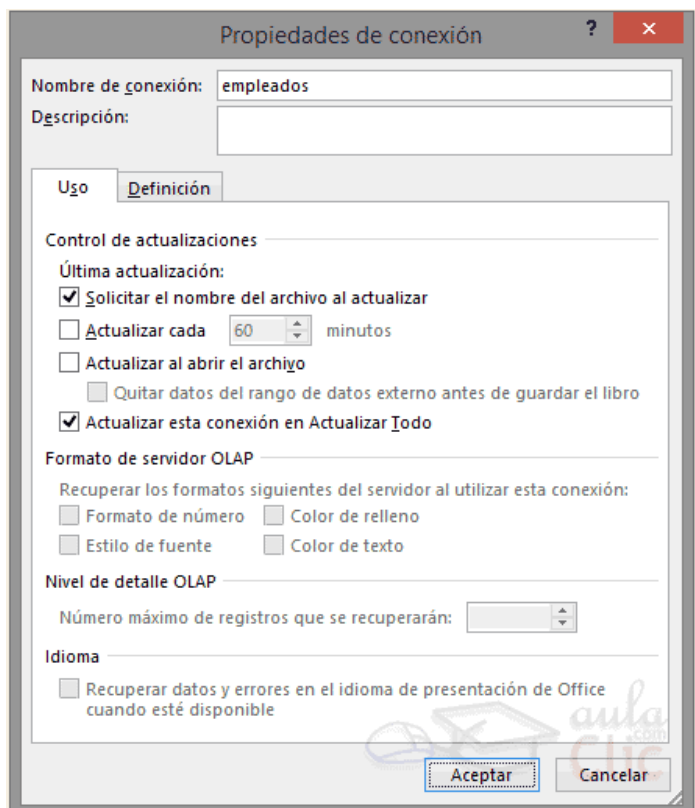 Propiedades de conexión ? ×
Nombre de conexión: empleados
Descripción:
Uso Definición
Control de actualizaciones
Última actualización:
Solicitar el nombre del archivo al actualizar
Actualizar cada 60 minutos
Actualizar al abrir el archivo
Quitar datos del rango de datos externo antes de guardar el libro
Actualizar esta conexión en Actualizar Todo
Formato de servidor OLAP
Recuperar los formatos siguientes del servidor al utilizar esta conexión:
Formato de número Color de relleno
Estilo de fuente Color de texto
Nivel de detalle OLAP
Número máximo de registros que se recuperarán:
Idioma
Recuperar datos y errores en el idioma de presentación de Office
cuando esté disponible
aula
.com
Clic
Aceptar Cancelar